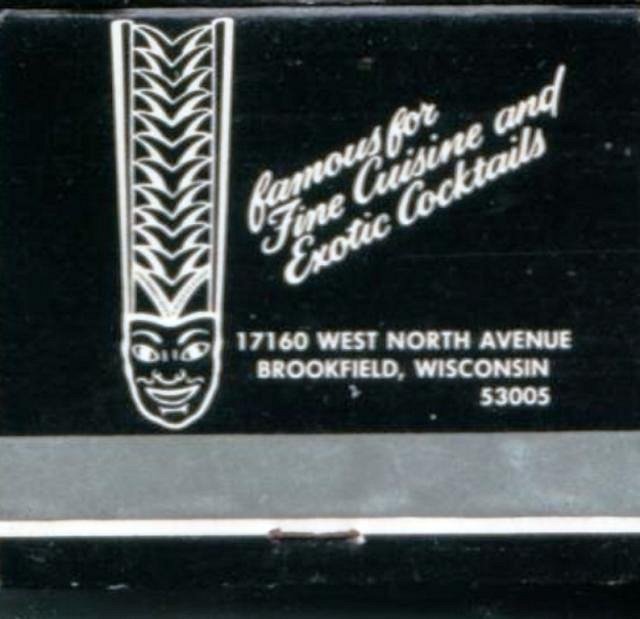 famous for
Fine Cuisine and
Exotic Cocktails
17160 WEST NORTH AVENUE
BROOKFIELD, WISCONSIN
53005